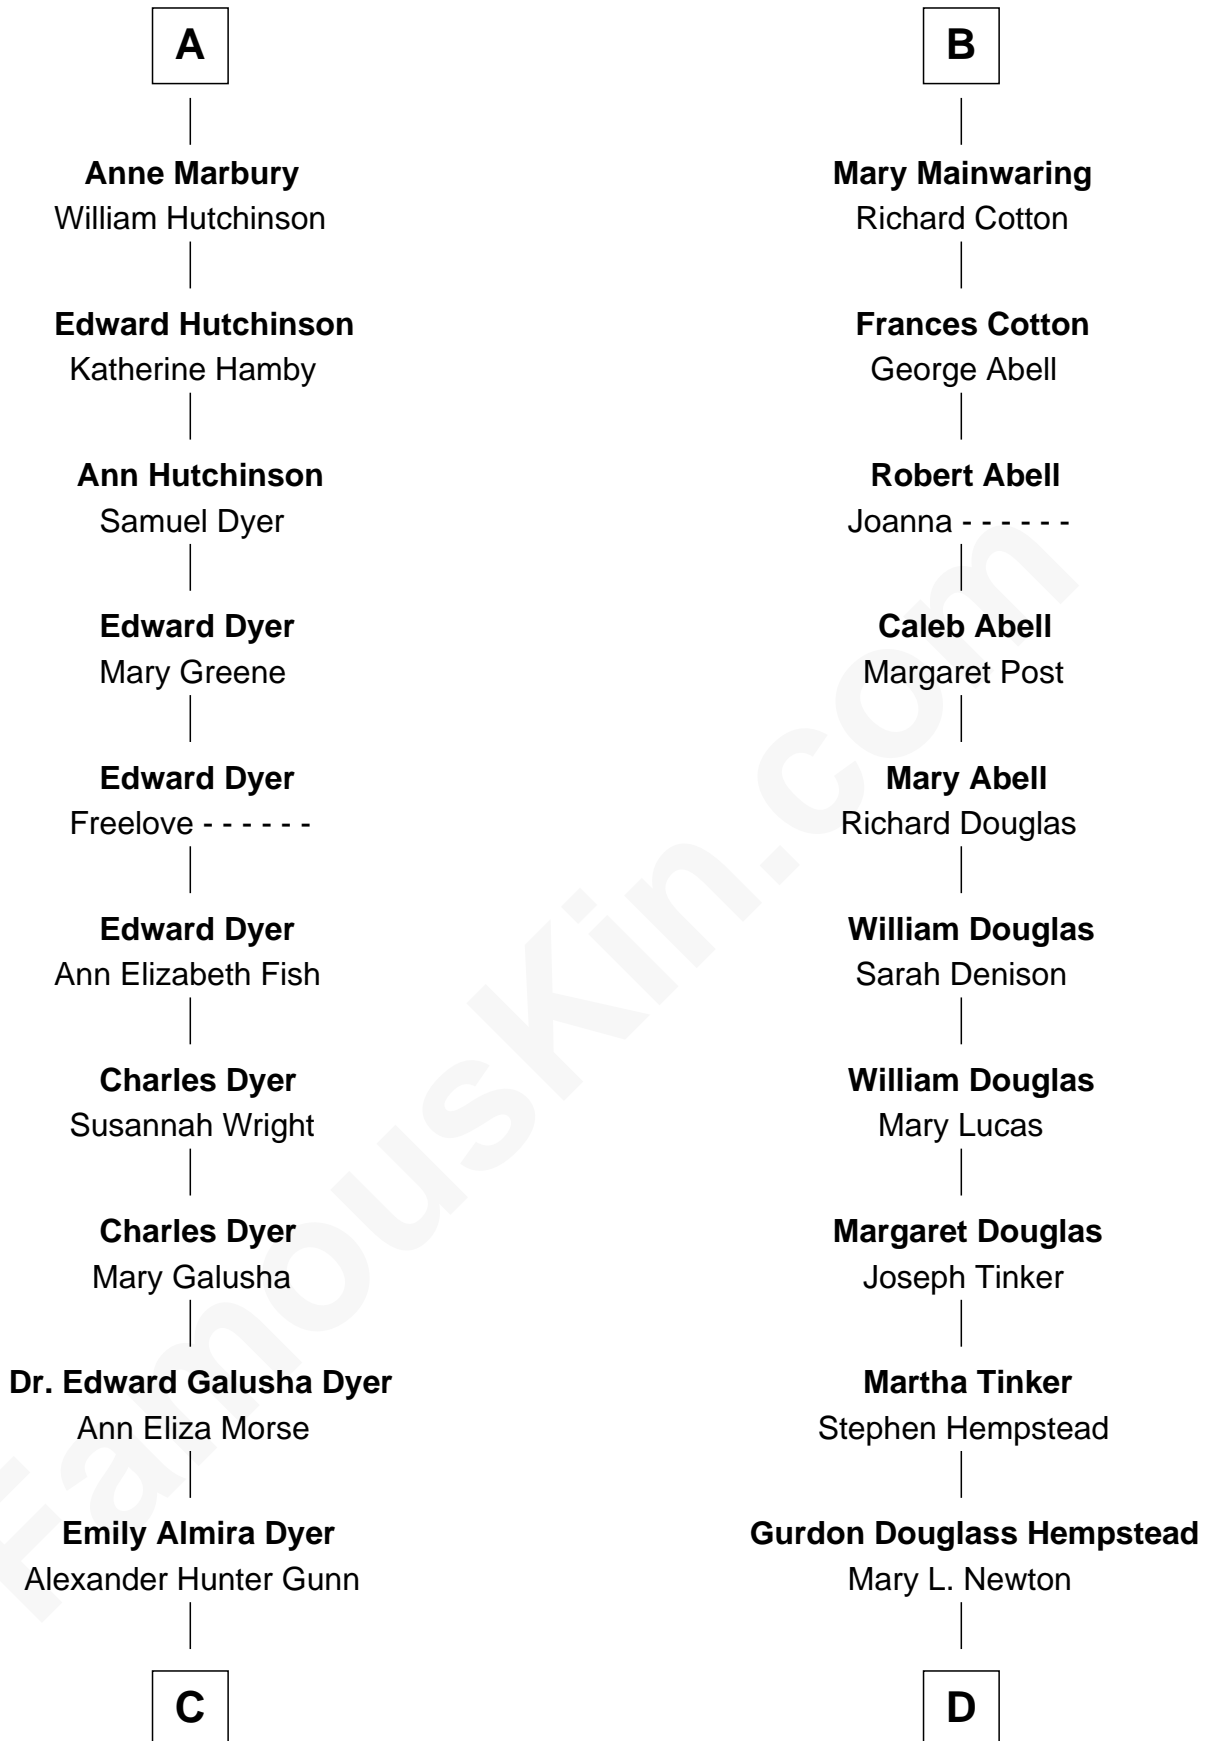 A
Anne Marbury
William Hutchinson
Edward Hutchinson
Katherine Hamby
Ann Hutchinson
Samuel Dyer
Edward Dyer
Mary Greene
Edward Dyer
Freelove - - - - - -
Edward Dyer
Ann Elizabeth Fish
Charles Dyer
Susannah Wright
Charles Dyer
Mary Galusha
Dr. Edward Galusha Dyer
Ann Eliza Morse
Emily Almira Dyer
Alexander Hunter Gunn
C
B
Mary Mainwaring
Richard Cotton
Frances Cotton
George Abell
Robert Abell
Joanna - - - - - -
Caleb Abell
Margaret Post
Mary Abell
Richard Douglas
William Douglas
Sarah Denison
William Douglas
Mary Lucas
Margaret Douglas
Joseph Tinker
Martha Tinker
Stephen Hempstead
Gurdon Douglass Hempstead
Mary L. Newton
D
FamousKin.com